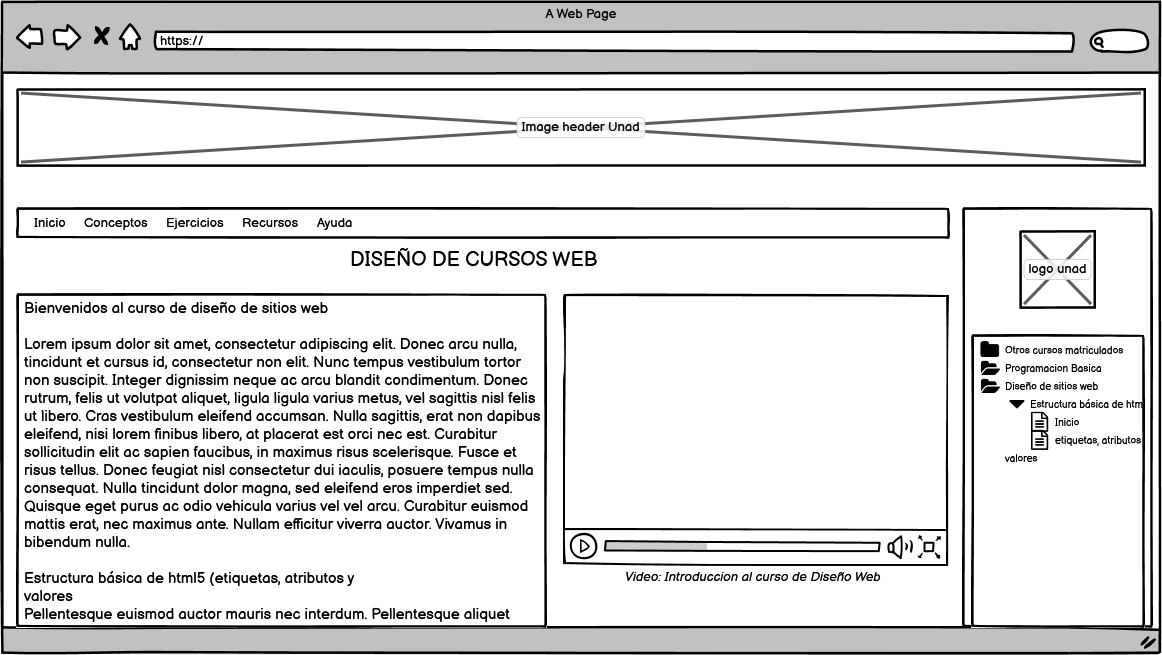 A Web Page
https://
Image header Unad
Inicio Conceptos Ejercicios Recursos Ayuda
DISEÑO DE CURSOS WEB
Bienvenidos al curso de diseño de sitios web
Lorem ipsum dolor sit amet, consectetur adipiscing elit. Donec arcu nulla,
tincidunt et cursus id, consectetur non elit. Nunc tempus vestibulum tortor
non suscipit. Integer dignissim neque ac arcu blandit condimentum. Donec
rutrum, felis ut volutpat aliquet, ligula ligula varius metus, vel sagittis nisl felis
ut libero. Cras vestibulum eleifend accumsan. Nulla sagittis, erat non dapibus
eleifend, nisi lorem finibus libero, at placerat est orci nec est. Curabitur
sollicitudin elit ac sapien faucibus, in maximus risus scelerisque. Fusce et
risus tellus. Donec feugiat nisl consectetur dui iaculis, posuere tempus nulla
consequat. Nulla tincidunt dolor magna, sed eleifend eros imperdiet sed.
Quisque eget purus ac odio vehicula varius vel vel arcu. Curabitur euismod
mattis erat, nec maximus ante. Nullam efficitur viverra auctor. Vivamus in
bibendum nulla.
Estructura básica de html5 (etiquetas, atributos y
valores
Pellentesque euismod auctor mauris nec interdum. Pellentesque aliquet
Video: Introduccion al curso de Diseño Web
logo unad
Otros cursos matriculados
Programacion Basica
Diseño de sitios web
Estructura básica de htm
Inicio
etiquetas, atributos
valores